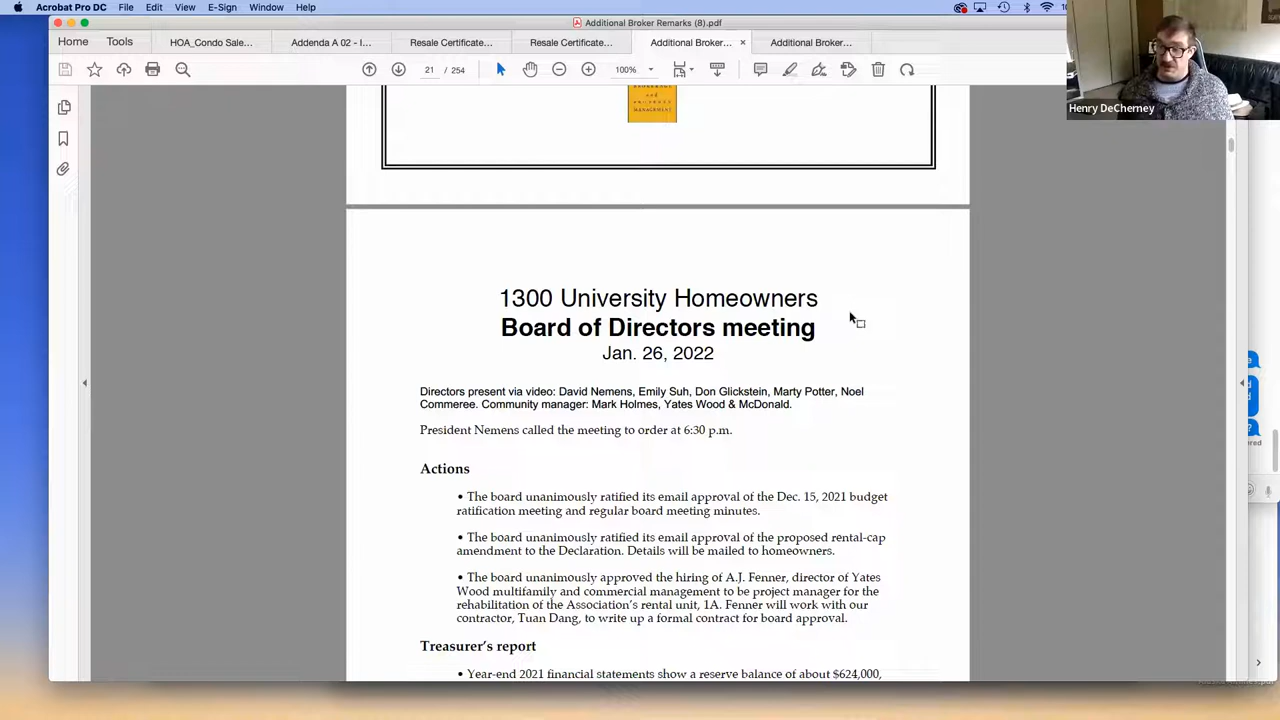 Acrobat Pro DC File Edit View E-Sign Window Help
Additional Broker Remarks (8).pdf
Home Tools HOA_Condo Sale... Addenda A 02 - I... Resale Certificate... Resale Certificate... Additional Broker... × Additional Broker...
21 / 254 100%
Henry DeCherney
and
MANAGEMENT
1300 University Homeowners
Board of Directors meeting
Jan. 26, 2022
Directors present via video: David Nemens, Emily Suh, Don Glickstein, Marty Potter, Noel
Commeree. Community manager: Mark Holmes, Yates Wood & McDonald.
President Nemens called the meeting to order at 6:30 p.m.
Actions
• The board unanimously ratified its email approval of the Dec. 15, 2021 budget
ratification meeting and regular board meeting minutes.
• The board unanimously ratified its email approval of the proposed rental-cap
amendment to the Declaration. Details will be mailed to homeowners.
• The board unanimously approved the hiring of A.J. Fenner, director of Yates
Wood multifamily and commercial management to be project manager for the
rehabilitation of the Association's rental unit, 1A. Fenner will work with our
contractor, Tuan Dang, to write up a formal contract for board approval.
Treasurer's report
• Year-end 2021 financial statements show a reserve balance of about $624,000,